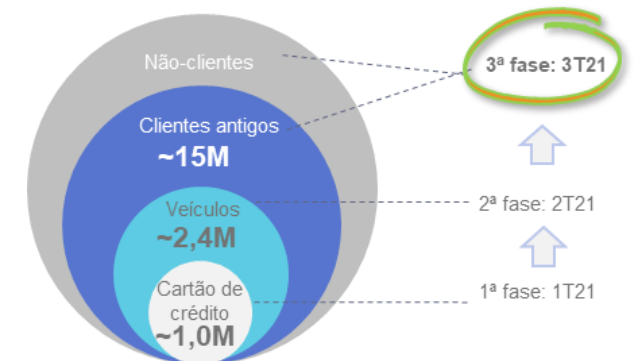 Não-clientes
3ª fase: 3T21
Clientes antigos
~15M
Veículos
~2,4M
2ª fase: 2T21
Cartão de
crédito
~1,0M
1ª fase: 1T21